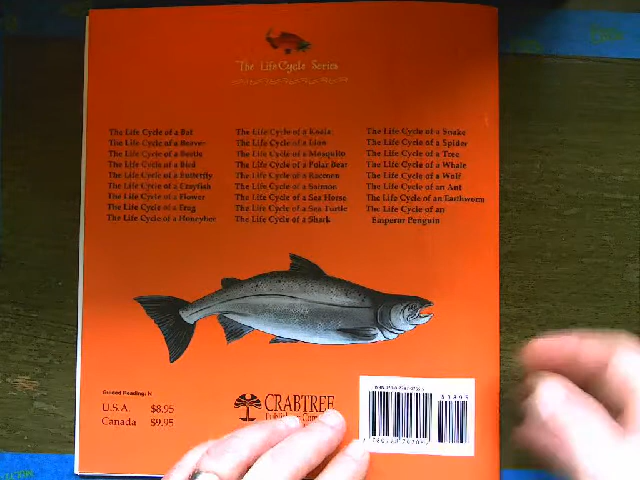 The Life Cycle Series
The Life Cycle of a Bat
The Life Cycle of a Beaver
The Life Cycle of a Beetle
The Life Cycle of a Bird
The Life Cycle of a Butterfly
The Life Cycle of a Crayfish
The Life Cycle of a Flower
The Life Cycle of a Frog
The Life Cycle of a Honeybee
The Life Cycle of a Koala
The Life Cycle of a Lion
The Life Cycle of a Mosquito
The Life Cycle of a Polar Bear
The Life Cycle of a Raccoon
The Life Cycle of a Salmon
The Life Cycle of a Sea Horse
The Life Cycle of a Sea Turtle
The Life Cycle of a Shark
The Life Cycle of a Snake
The Life Cycle of a Spider
The Life Cycle of a Tree
The Life Cycle of a Whale
The Life Cycle of a Wolf
The Life Cycle of an Ant
The Life Cycle of an Earthworm
The Life Cycle of an
Emperor Penguin
Guided Reading: N
U.S.A. $8.95
Canada $9.95
CRABTREE